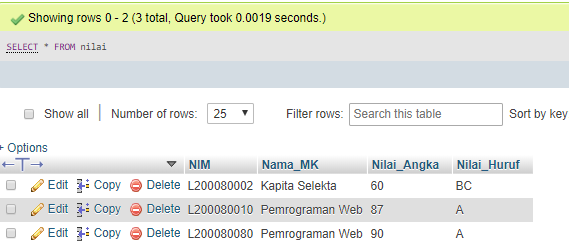 Showing rows 0 - 2 (3 total, Query took 0.0019 seconds.)
SELECT * FROM nilai
Show all | Number of rows: 25 Filter rows: Search this table Sort by key
+ Options
←T→ NIM Nama_MK Nilai_Angka Nilai_Huruf
Edit Copy Delete L200080002 Kapita Selekta 60 BC
Edit Copy Delete L200080010 Pemrograman Web 87 A
Edit Copy Delete L200080080 Pemrograman Web 90 A